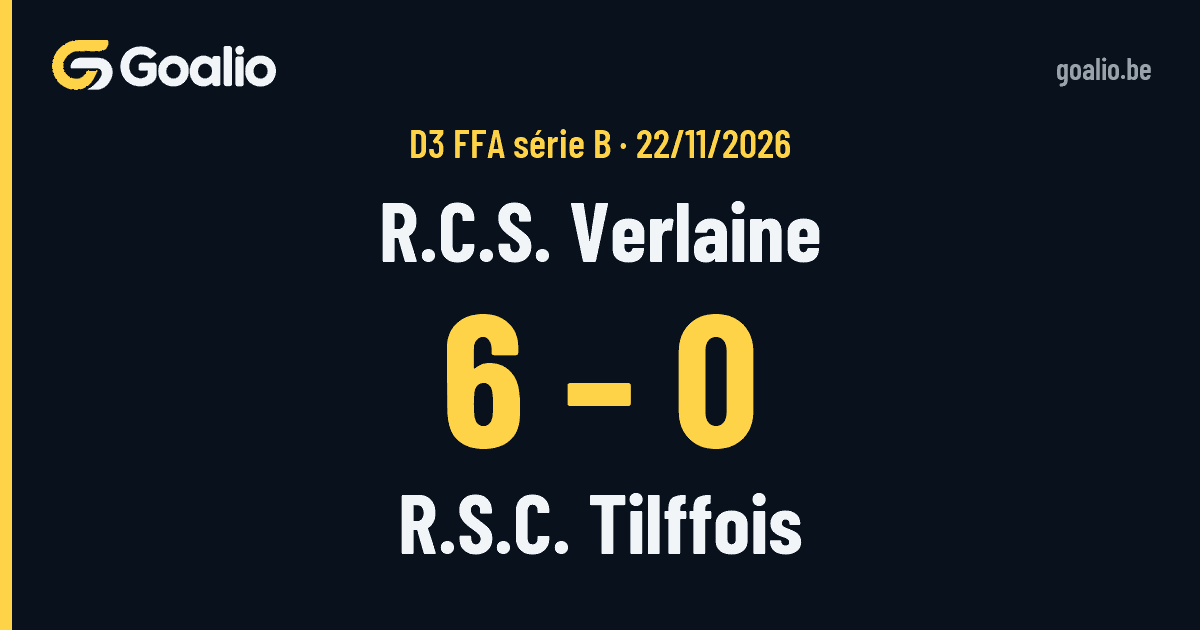 Goalio
goalio.be
D3 FFA série B · 22/11/2026
R.C.S. Verlaine
6 – 0
R.S.C. Tilffois